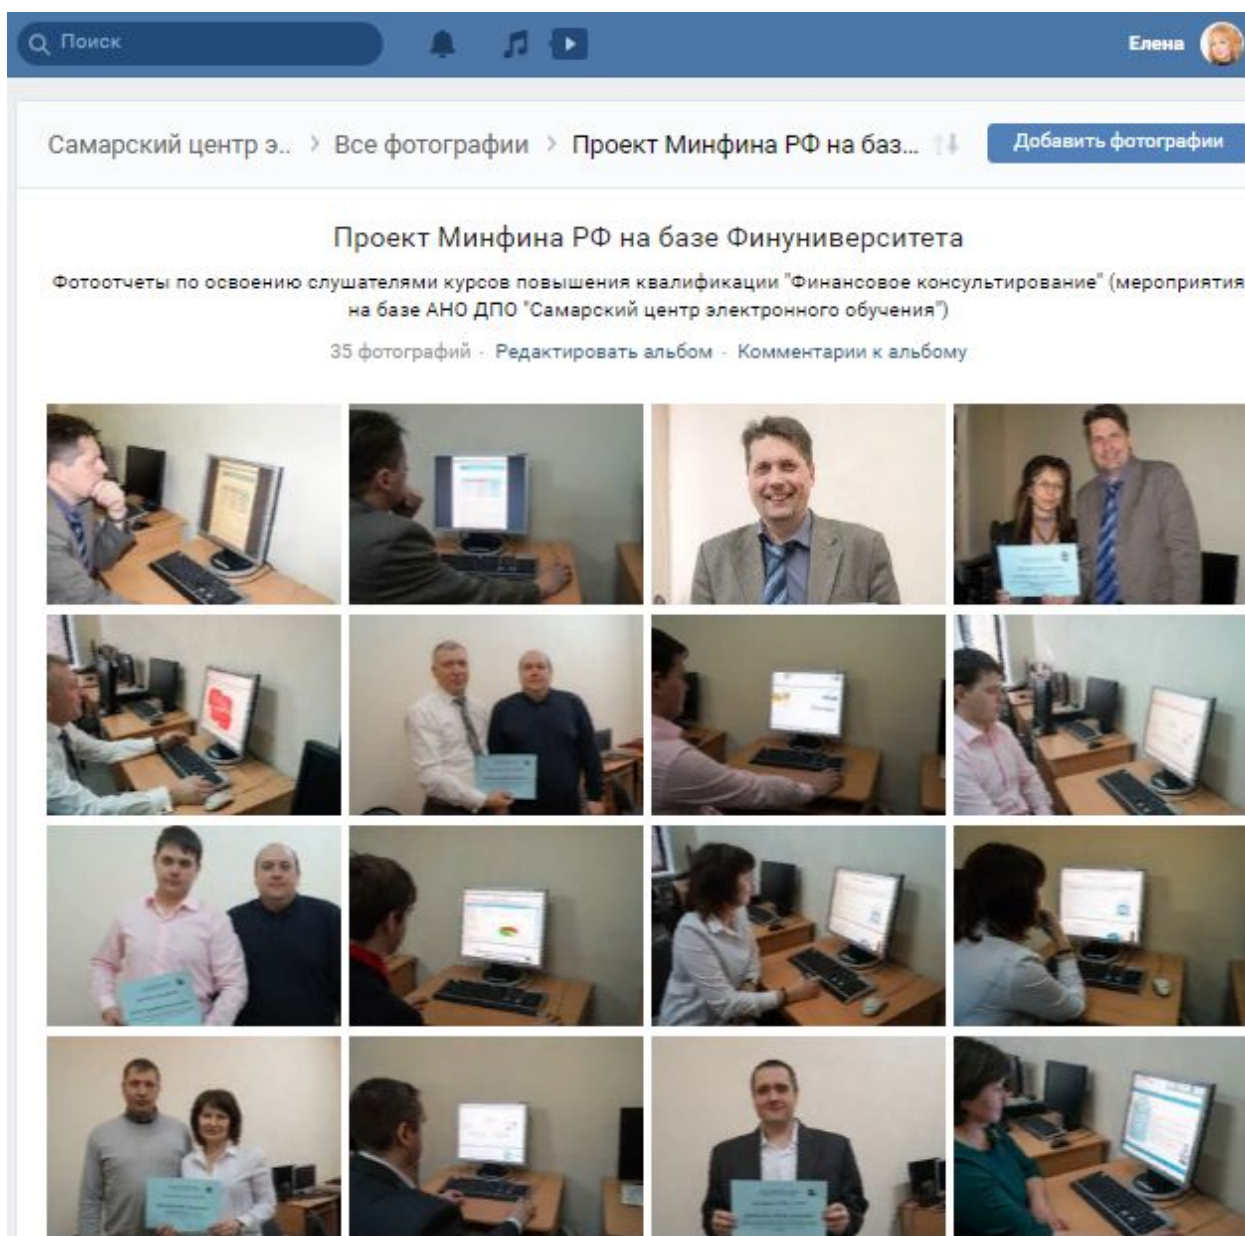 Поиск
Елена
Самарский центр э.. > Все фотографии > Проект Минфина РФ на баз... Добавить фотографии
Проект Минфина РФ на базе Финуниверситета
Фотоотчеты по освоению слушателями курсов повышения квалификации "Финансовое консультирование" (мероприятия
на базе АНО ДПО "Самарский центр электронного обучения")
35 фотографий · Редактировать альбом · Комментарии к альбому